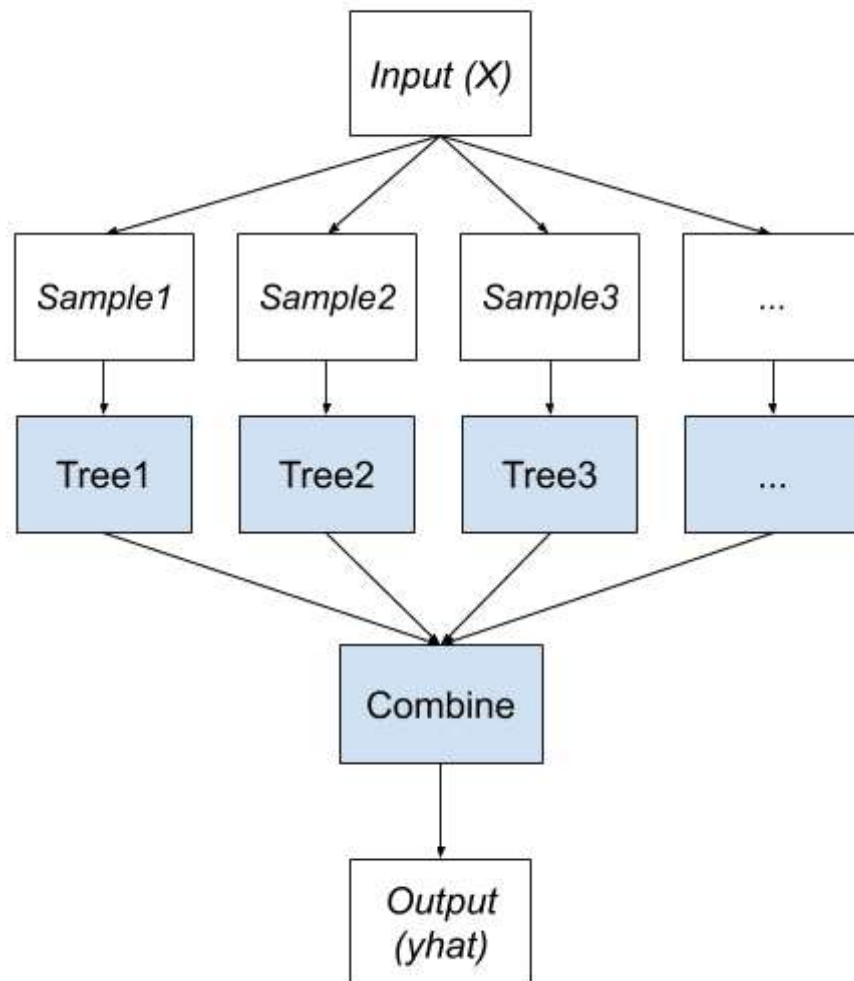 Input (X)
Sample1
Sample2
Sample3
...
Tree1
Tree2
Tree3
...
Combine
Output
(yhat)